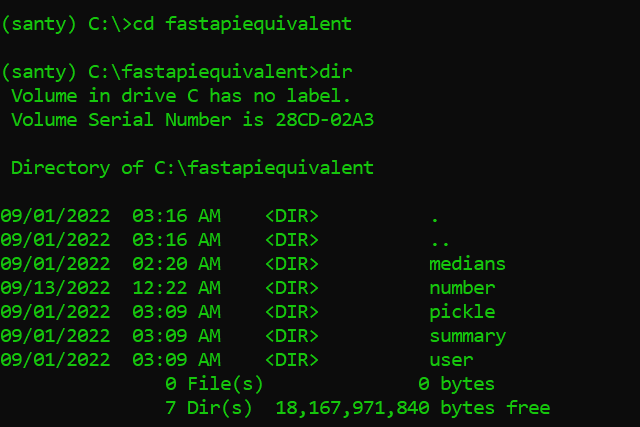 (santy) C:\>cd fastapiequivalent
(santy) C:\fastapiequivalent>dir
Volume in drive C has no label.
Volume Serial Number is 28CD-02A3
Directory of C:\fastapiequivalent
09/01/2022  03:16 AM    <DIR>          .
09/01/2022  03:16 AM    <DIR>          ..
09/01/2022  02:20 AM    <DIR>          medians
09/13/2022  12:22 AM    <DIR>          number
09/01/2022  03:09 AM    <DIR>          pickle
09/01/2022  03:09 AM    <DIR>          summary
09/01/2022  03:09 AM    <DIR>          user
0 File(s)              0 bytes
7 Dir(s)  18,167,971,840 bytes free